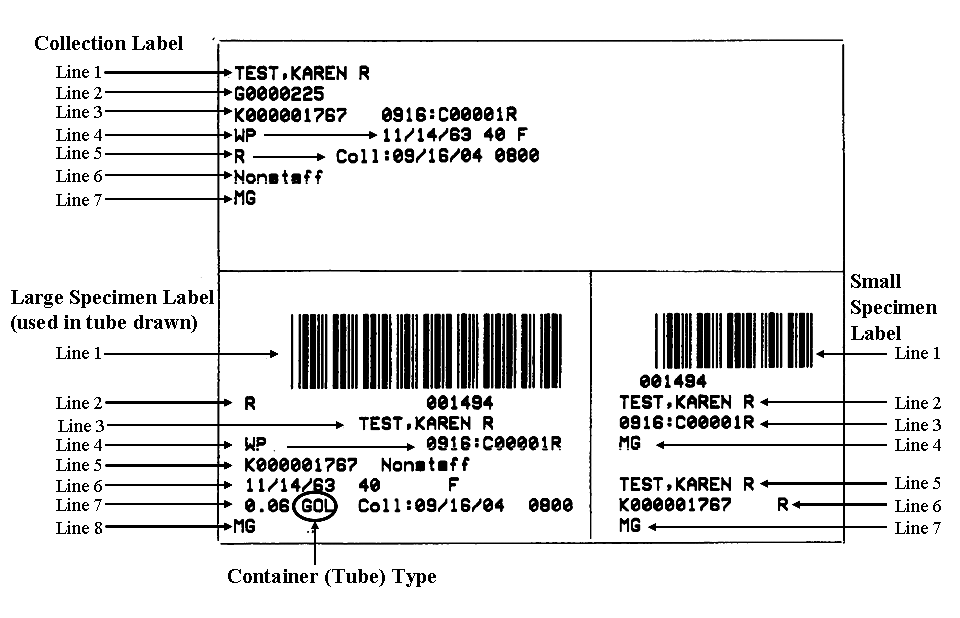 Collection Label
Line 1 TEST,KAREN R
Line 2 G0000225
Line 3 K000001767 0916:C00001R
Line 4 WP 11/14/63 40 F
Line 5 R Coll:09/16/04 0800
Line 6 Nonstaff
Line 7 MG
Large Specimen Label
(used in tube drawn)
Line 1
Line 2 R 001494
Line 3 TEST,KAREN R
Line 4 WP 0916:C00001R
Line 5 K000001767 Nonstaff
Line 6 11/14/63 40 F
Line 7 0.06 GOL Coll:09/16/04 0800
Line 8 MG
Container (Tube) Type
Small
Specimen
Label
Line 1
001494
TEST,KAREN R Line 2
0916:C00001R Line 3
MG Line 4
TEST,KAREN R Line 5
K000001767 R Line 6
MG Line 7